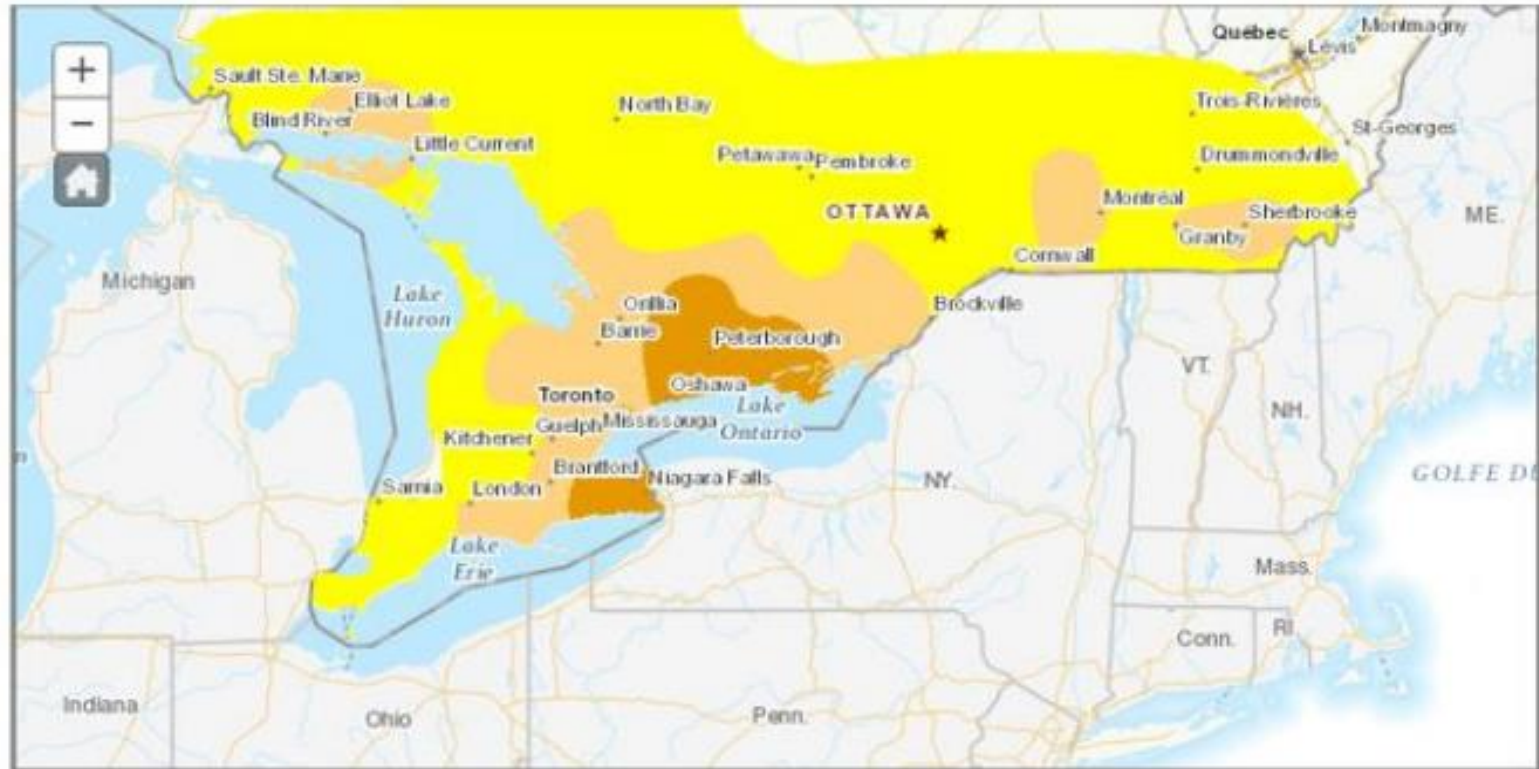 Québec
Montmagny
Lévis
+
Sault Ste. Marie
Elliot Lake
North Bay
Trois-Rivières
−
Blind River
St-Georges
Little Current
Petawawa
Pembroke
Drummondville
OTTAWA
Montréal
Sherbrooke
ME.
Granby
Cornwall
Michigan
Lake
Huron
Orillia
Brockville
Barrie
Peterborough
VT.
Oshawa
Toronto
Lake
Ontario
NH.
Guelph
Mississauga
Kitchener
Brantford
Niagara Falls
NY.
GOLFE DU
Sarnia
London
Lake
Erie
Mass.
Conn.
RI
Indiana
Ohio
Penn.